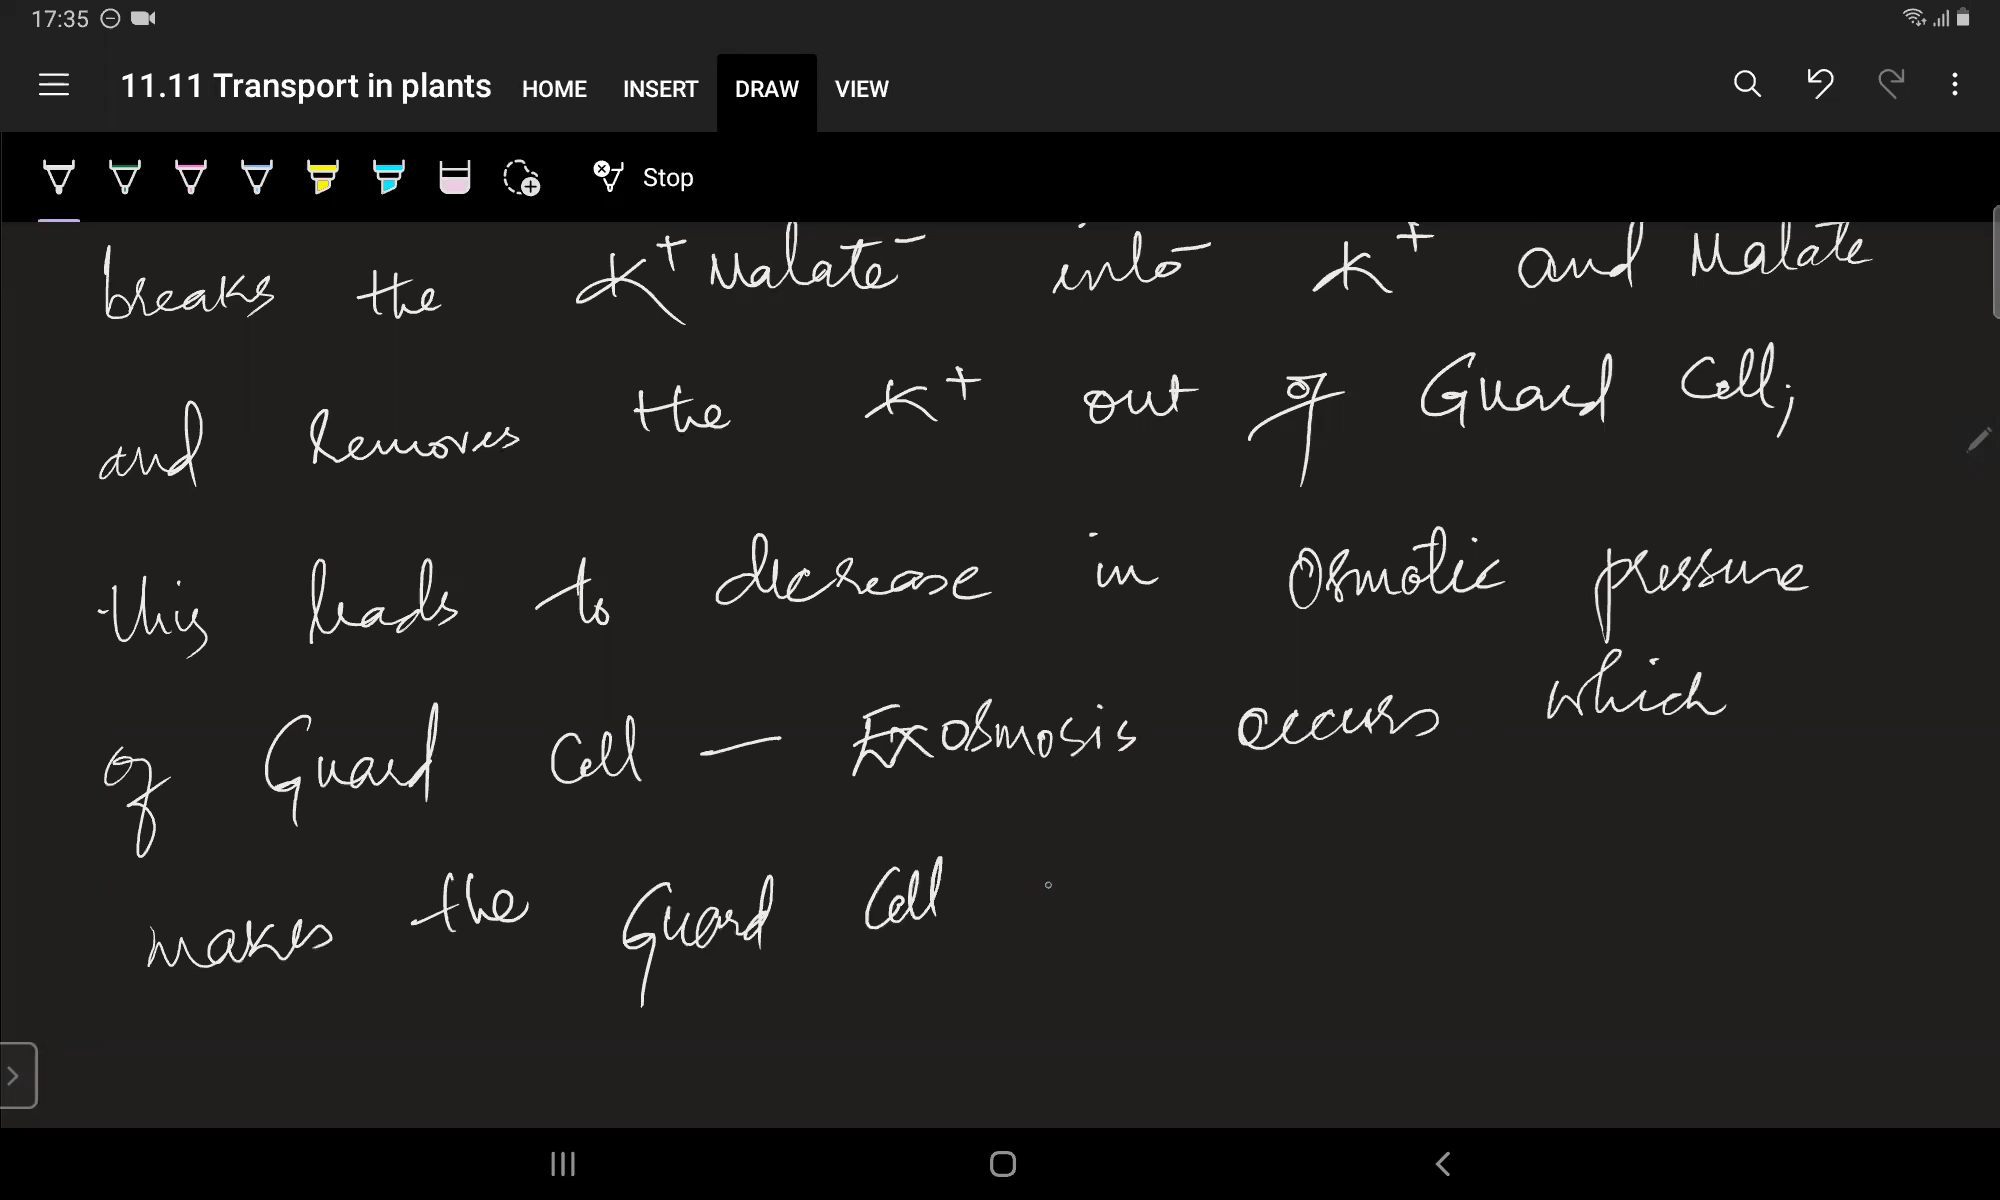 17:35
11.11 Transport in plants HOME INSERT DRAW VIEW
Stop
breaks the K⁺ Malate⁻ into K⁺ and Malate
and removes the K⁺ out of Guard Cell;
this leads to decrease in Osmotic pressure
of Guard Cell — Exosmosis occurs which
makes the Guard Cell